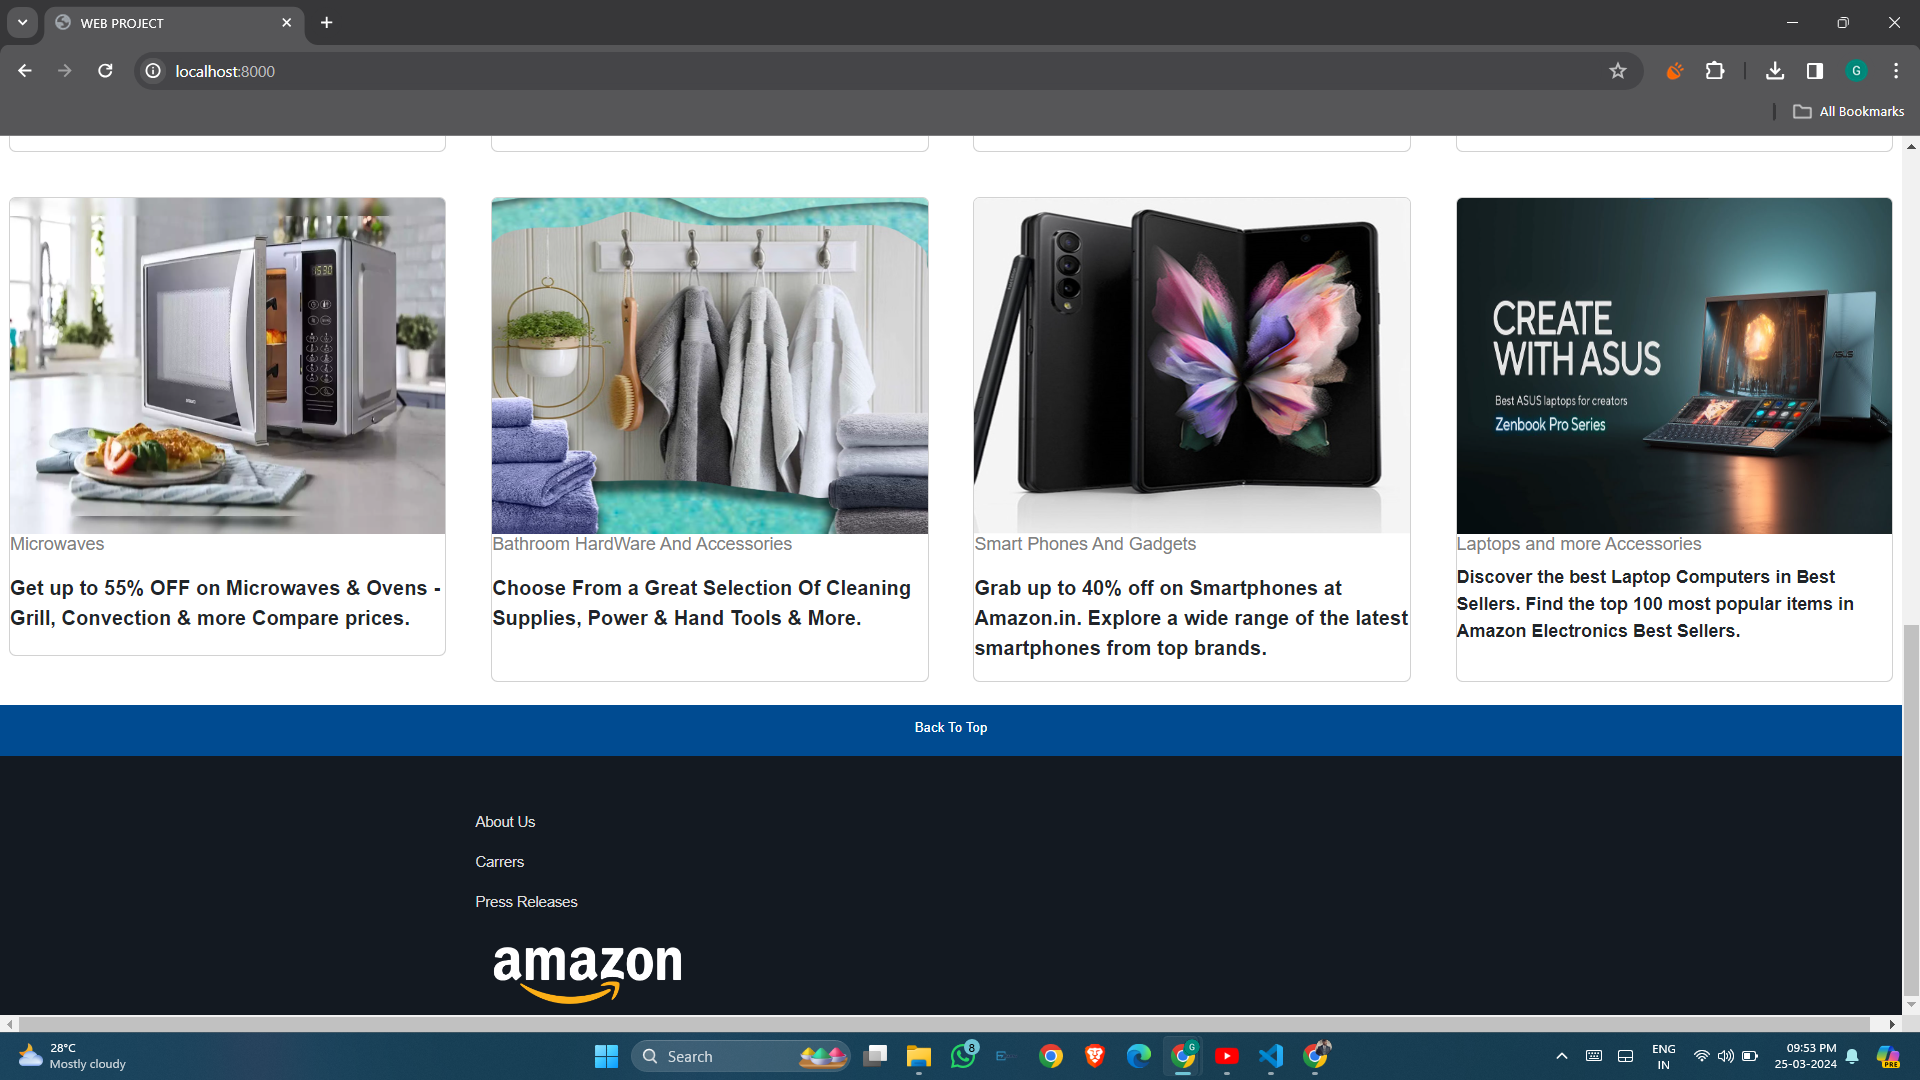 WEB PROJECT
localhost:8000
G
All Bookmarks
1530
CREATE
WITH ASUS
Best ASUS laptops for creators
Zenbook Pro Series
ASUS
Microwaves
Get up to 55% OFF on Microwaves & Ovens -
Grill, Convection & more Compare prices.
Bathroom HardWare And Accessories
Choose From a Great Selection Of Cleaning
Supplies, Power & Hand Tools & More.
Smart Phones And Gadgets
Grab up to 40% off on Smartphones at
Amazon.in. Explore a wide range of the latest
smartphones from top brands.
Laptops and more Accessories
Discover the best Laptop Computers in Best
Sellers. Find the top 100 most popular items in
Amazon Electronics Best Sellers.
Back To Top
About Us
Carrers
Press Releases
amazon
28°C
Mostly cloudy
Search
8
G
ENG
IN
09:53 PM
25-03-2024
PRE